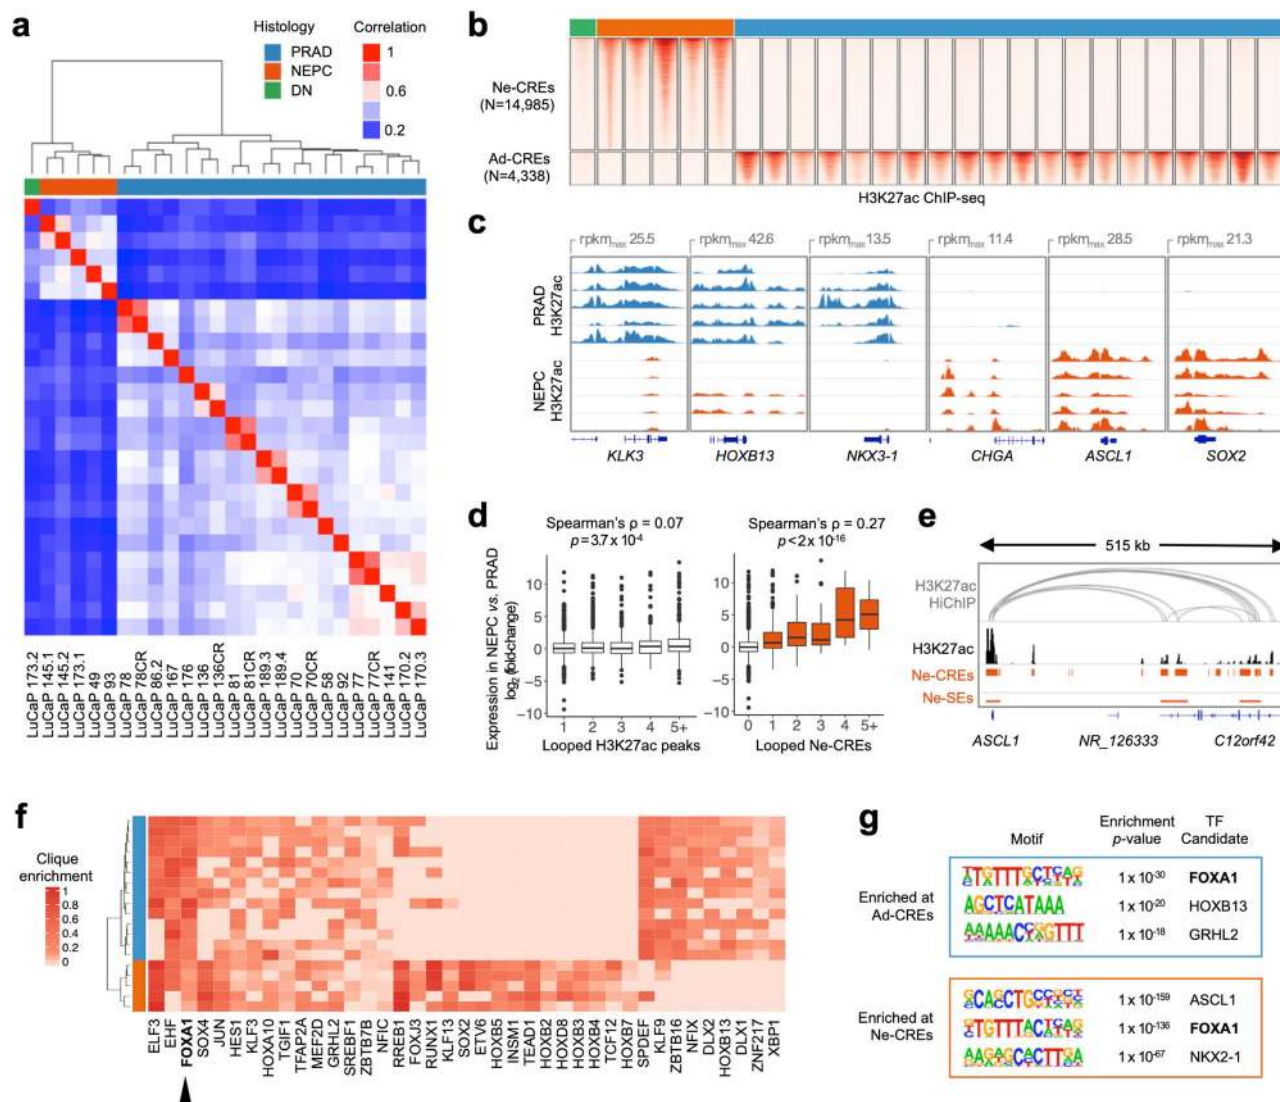 a
Histology
PRAD
NEPC
DN
Correlation
1
0.6
0.2
LuCaP 173.2
LuCaP 145.1
LuCaP 145.2
LuCaP 173.1
LuCaP 49
LuCaP 93
LuCaP 78
LuCaP 78CR
LuCaP 86.2
LuCaP 167
LuCaP 176
LuCaP 136
LuCaP 136CR
LuCaP 81
LuCaP 81CR
LuCaP 189.3
LuCaP 189.4
LuCaP 70
LuCaP 70CR
LuCaP 58
LuCaP 92
LuCaP 77
LuCaP 77CR
LuCaP 141
LuCaP 170.2
LuCaP 170.3
b
Ne-CREs
(N=14,985)
Ad-CREs
(N=4,338)
H3K27ac ChIP-seq
c
rpkmmax 25.5
rpkmmax 42.6
rpkmmax 13.5
rpkmmax 11.4
rpkmmax 28.5
rpkmmax 21.3
PRAD
H3K27ac
NEPC
H3K27ac
KLK3
HOXB13
NKX3-1
CHGA
ASCL1
SOX2
d
Spearman's ρ = 0.07
p = 3.7 x 10-4
Spearman's ρ = 0.27
p < 2 x 10-16
Expression in NEPC vs. PRAD
log2 (fold-change)
10
5
0
−5
−10
1 2 3 4 5+
Looped H3K27ac peaks
10
5
0
−5
−10
0 1 2 3 4 5+
Looped Ne-CREs
e
515 kb
H3K27ac
HiChIP
H3K27ac
Ne-CREs
Ne-SEs
ASCL1
NR_126333
C12orf42
f
Clique
enrichment
1
0.8
0.6
0.4
0.2
0
ELF3
EHF
FOXA1
SOX4
JUN
HES1
KLF3
HOXA10
TGIF1
TFAP2A
MEF2D
GRHL2
SREBF1
ZBTB7B
NFIC
RREB1
FOXJ3
RUNX1
KLF13
SOX2
ETV6
HOXB5
INSM1
TEAD1
HOXB2
HOXD8
HOXB3
HOXB4
TCF12
HOXB7
SPDEF
KLF9
ZBTB16
NFIX
DLX2
HOXB13
DLX1
ZNF217
XBP1
g
Motif
Enrichment
p-value
TF
Candidate
Enriched at
Ad-CREs
1 x 10-30 FOXA1
AGCTCATAAA 1 x 10-20 HOXB13
1 x 10-18 GRHL2
Enriched at
Ne-CREs
1 x 10-159 ASCL1
1 x 10-136 FOXA1
1 x 10-67 NKX2-1